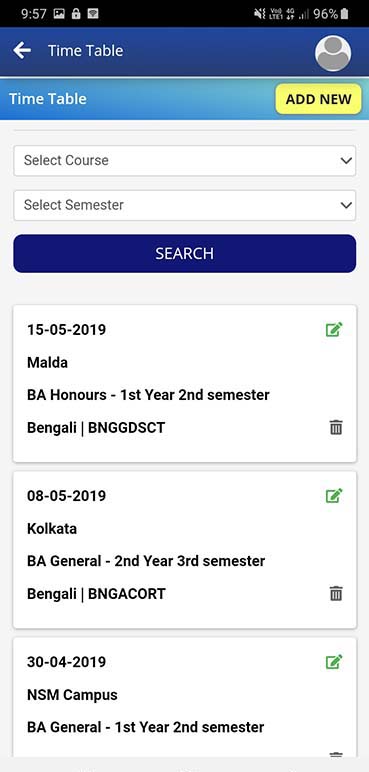 9:57 Vo)) LTE1 4G 96%
Time Table
Time Table ADD NEW
Select Course
Select Semester
SEARCH
15-05-2019
Malda
BA Honours - 1st Year 2nd semester
Bengali | BNGGDSCT
08-05-2019
Kolkata
BA General - 2nd Year 3rd semester
Bengali | BNGACORT
30-04-2019
NSM Campus
BA General - 1st Year 2nd semester